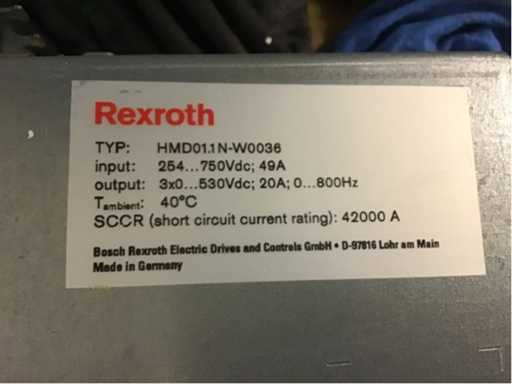 Rexroth
TYP: HMD01.1N-W0036
input: 254...750Vdc; 49A
output: 3x0...530Vdc; 20A; 0...800Hz
Tambient: 40°C
SCCR (short circuit current rating): 42000 A
Bosch Rexroth Electric Drives and Controls GmbH • D-97816 Lohr am Main
Made in Germany